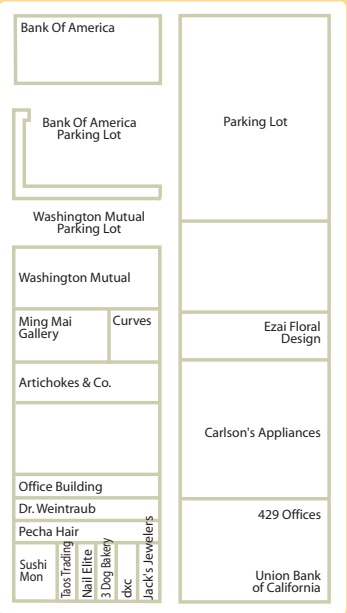 Bank Of America
Bank Of America
Parking Lot
Washington Mutual
Parking Lot
Washington Mutual
Ming Mai
Gallery
Curves
Artichokes & Co.
Office Building
Dr. Weintraub
Pecha Hair
Sushi
Mon
Taos Trading
Nail Elite
3 Dog Bakery
dxc
Jack's Jewelers
Parking Lot
Ezai Floral
Design
Carlson's Appliances
429 Offices
Union Bank
of California